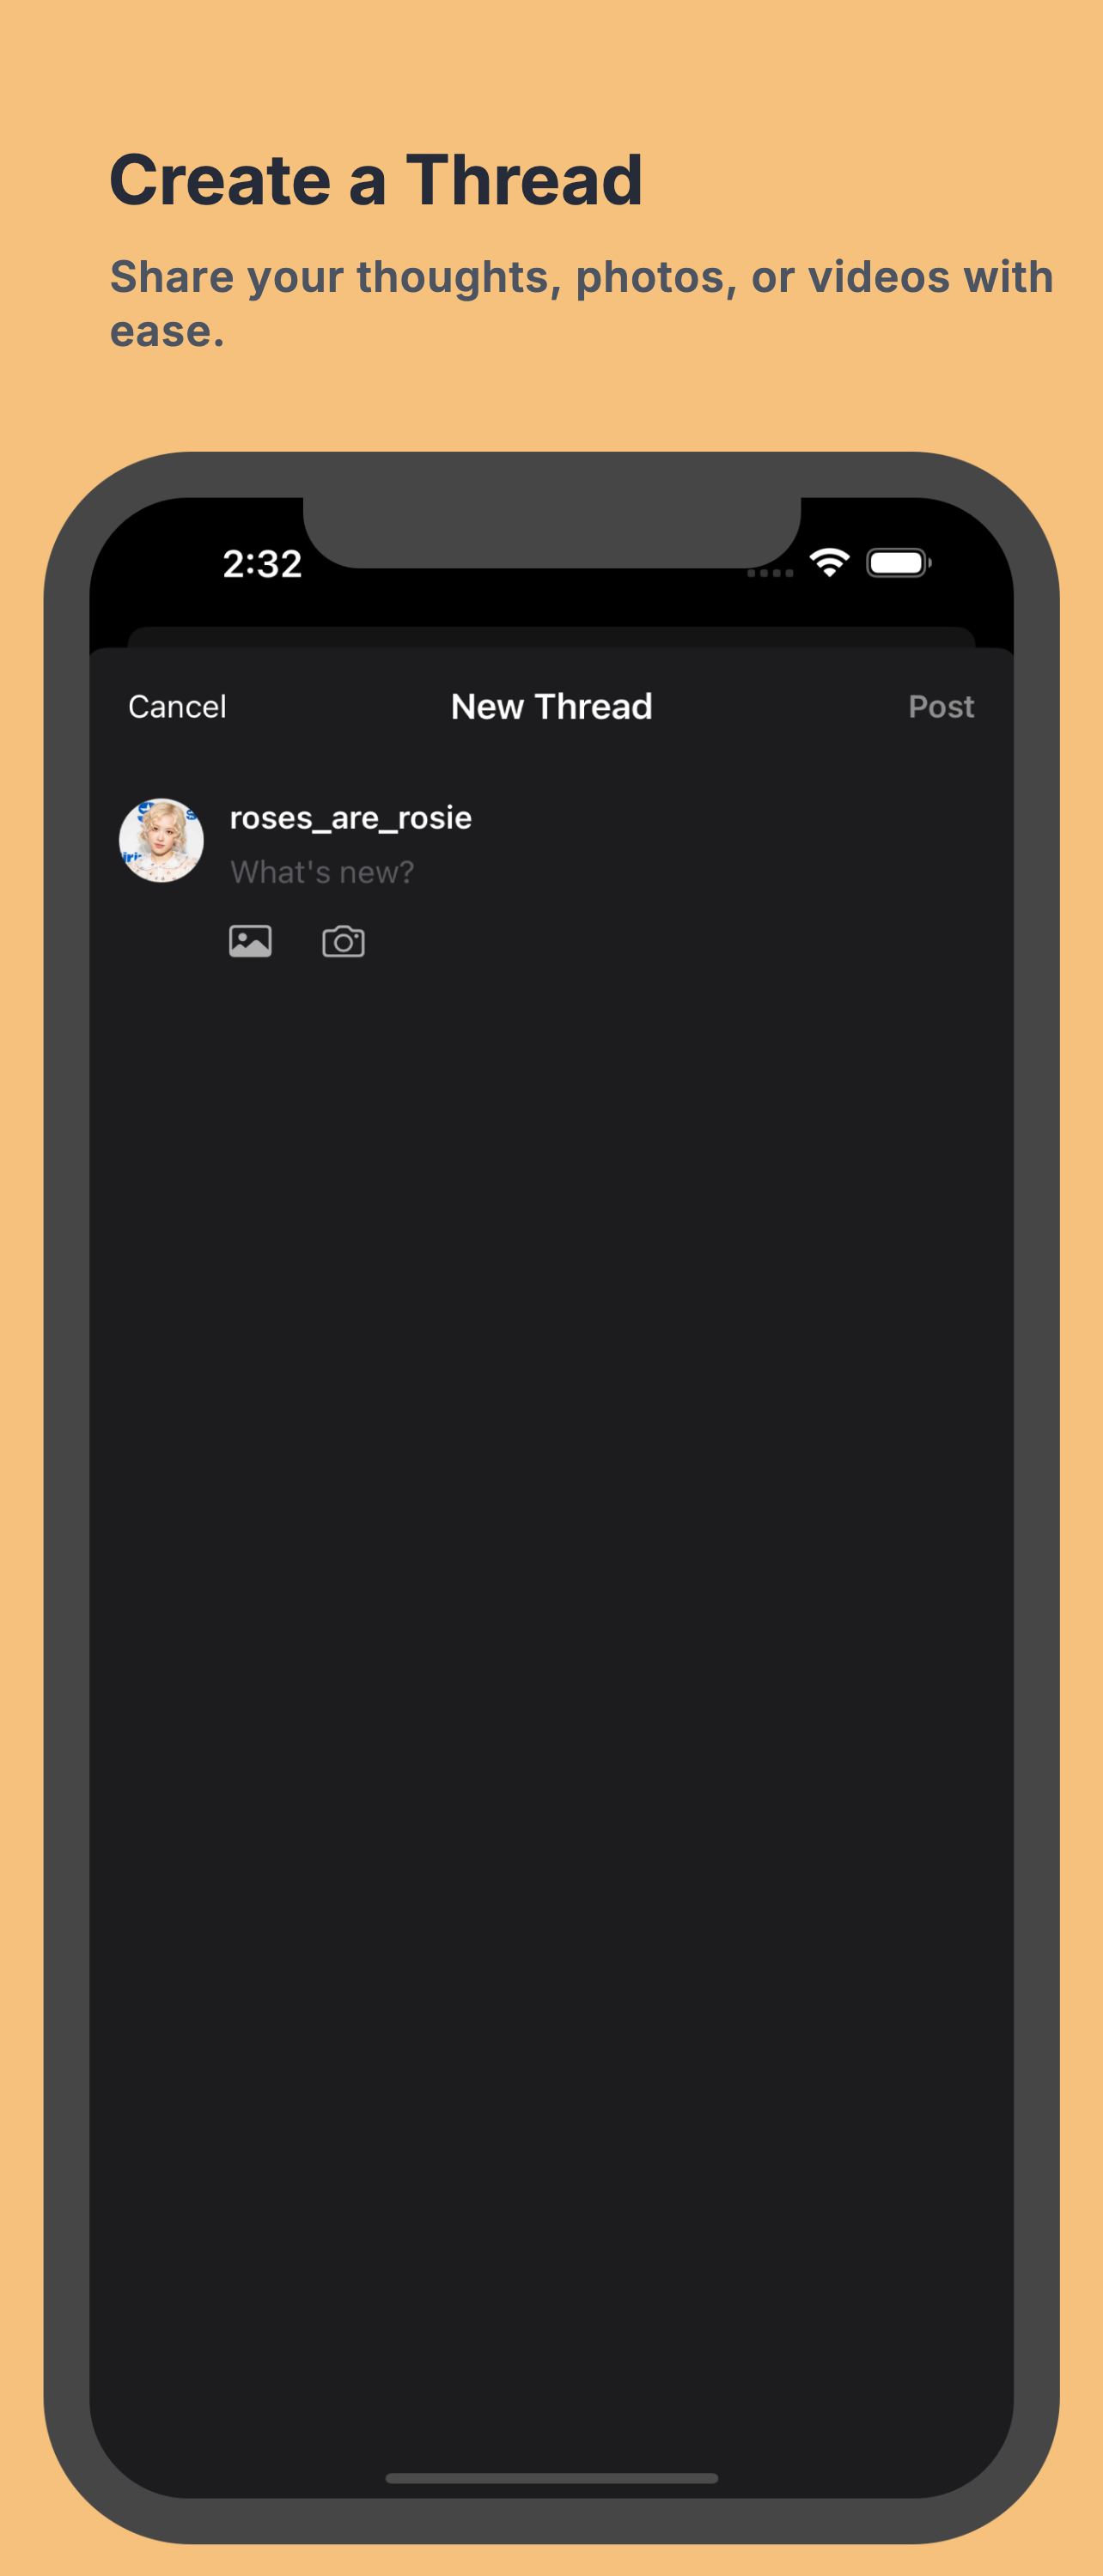 Create a Thread
Share your thoughts, photos, or videos with
ease.
2:32
Cancel New Thread Post
roses_are_rosie
What's new?